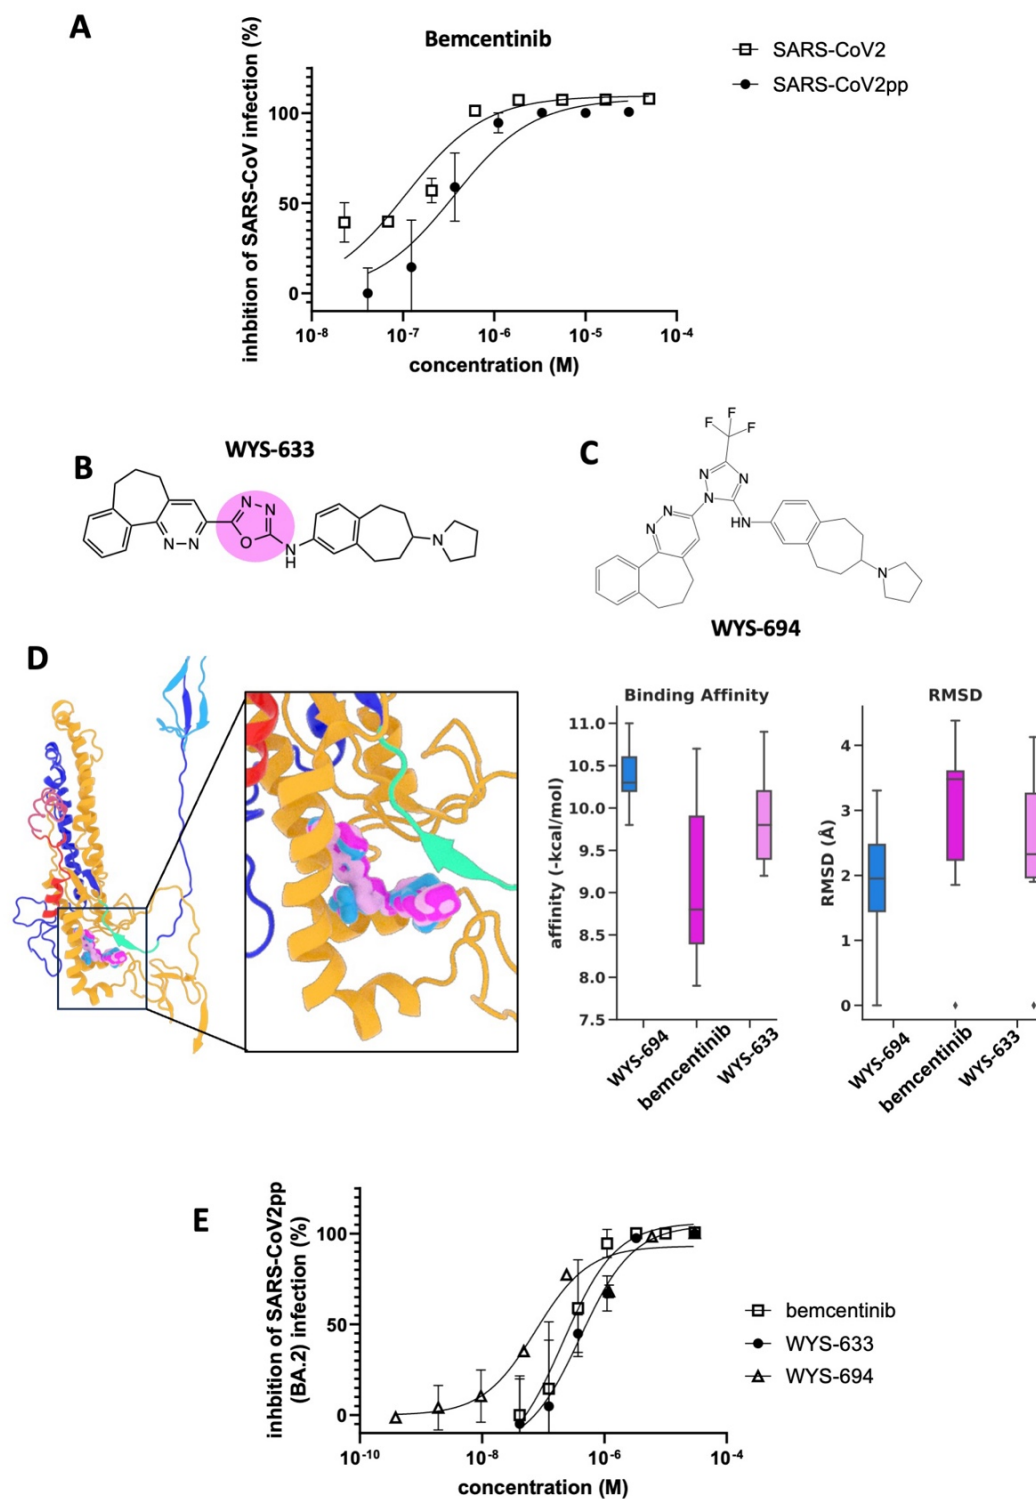 A
Bemcentinib
SARS-CoV2
SARS-CoV2pp
inhbition of SARS-CoV infection (%)
100
50
0
10-8
10-7
10-6
10-5
10-4
concentration (M)
B
WYS-633
N
N
O
N
N
N
H
N
C
F
F
F
N
N
N
N
N
HN
N
WYS-694
D
Binding Affinity
affinity (-kcal/mol)
11.0
10.5
10.0
9.5
9.0
8.5
8.0
7.5
WYS-694
bemcentinib
WYS-633
RMSD
RMSD (Å)
4
3
2
1
0
WYS-694
bemcentinib
WYS-633
E
inhbition of SARS-CoV2pp
(BA.2) infection (%)
100
50
0
10-10
10-8
10-6
10-4
concentration (M)
bemcentinib
WYS-633
WYS-694